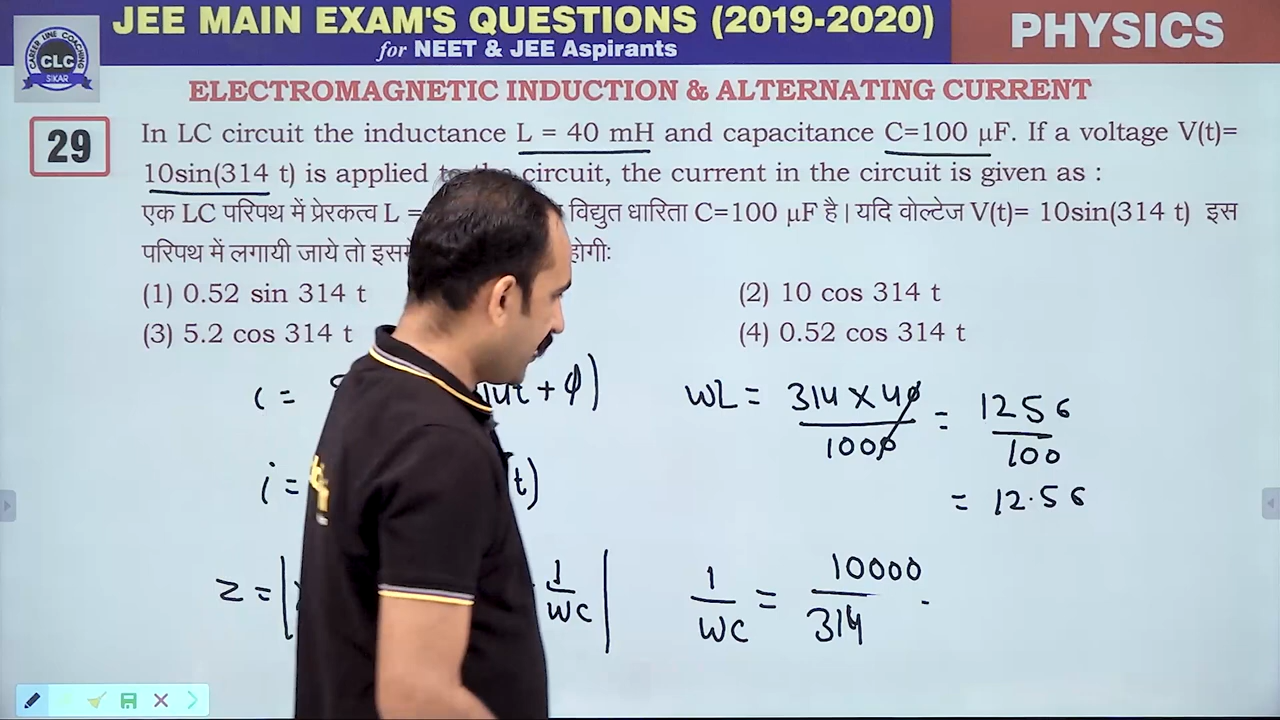 JEE MAIN EXAM'S QUESTIONS (2019-2020)
for NEET & JEE Aspirants
PHYSICS
CAREER LINE COACHING
CLC
SIKAR
ELECTROMAGNETIC INDUCTION & ALTERNATING CURRENT
29
In LC circuit the inductance L = 40 mH and capacitance C=100 μF. If a voltage V(t)=
10sin(314 t) is applied to the circuit, the current in the circuit is given as :
एक LC परिपथ में प्रेरकत्व L = विद्युत धारिता C=100 μF है। यदि वोल्टेज V(t)= 10sin(314 t) इस
परिपथ में लगायी जाये तो होगीः
(1) 0.52 sin 314 t
(2) 10 cos 314 t
(3) 5.2 cos 314 t
(4) 0.52 cos 314 t
i = t + φ)
i = t)
z = | 1/ωC |
ωL = 314 × 40 / 1000 = 1256 / 100
= 12.56
1/ωC = 10000 / 314